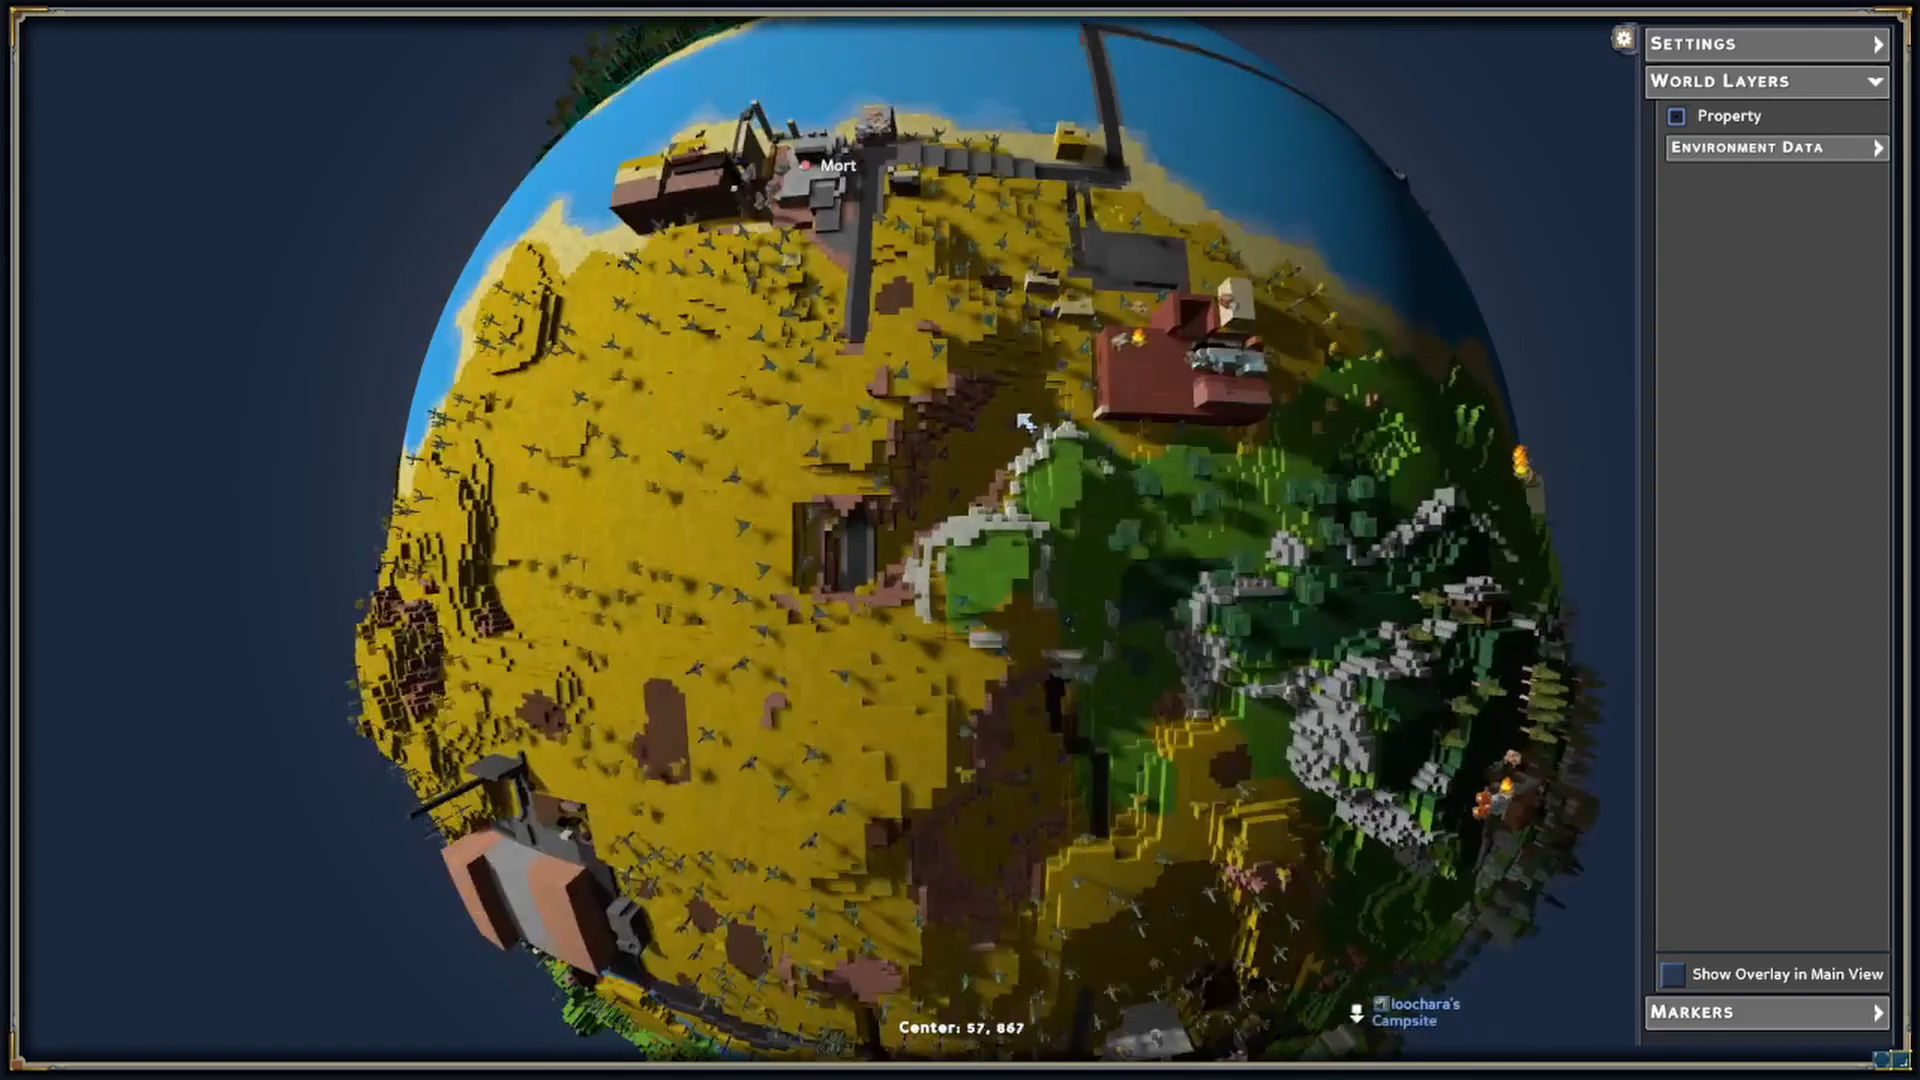 SETTINGS
WORLD LAYERS
Property
ENVIRONMENT DATA
Mort
Show Overlay in Main View
MARKERS
loochara's
Campsite
Center: 57, 867